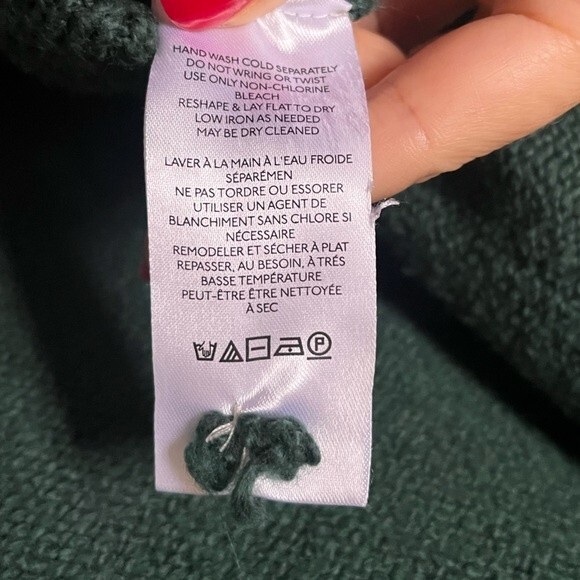 HAND WASH COLD SEPARATELY
DO NOT WRING OR TWIST
USE ONLY NON-CHLORINE
BLEACH
RESHAPE & LAY FLAT TO DRY
LOW IRON AS NEEDED
MAY BE DRY CLEANED
LAVER À LA MAIN À L'EAU FROIDE
SÉPARÉMEN
NE PAS TORDRE OU ESSORER
UTILISER UN AGENT DE
BLANCHIMENT SANS CHLORE SI
NÉCESSAIRE
REMODELER ET SÉCHER À PLAT
REPASSER, AU BESOIN, À TRÉS
BASSE TEMPÉRATURE
PEUT-ÊTRE ÊTRE NETTOYÉE
À SEC
P